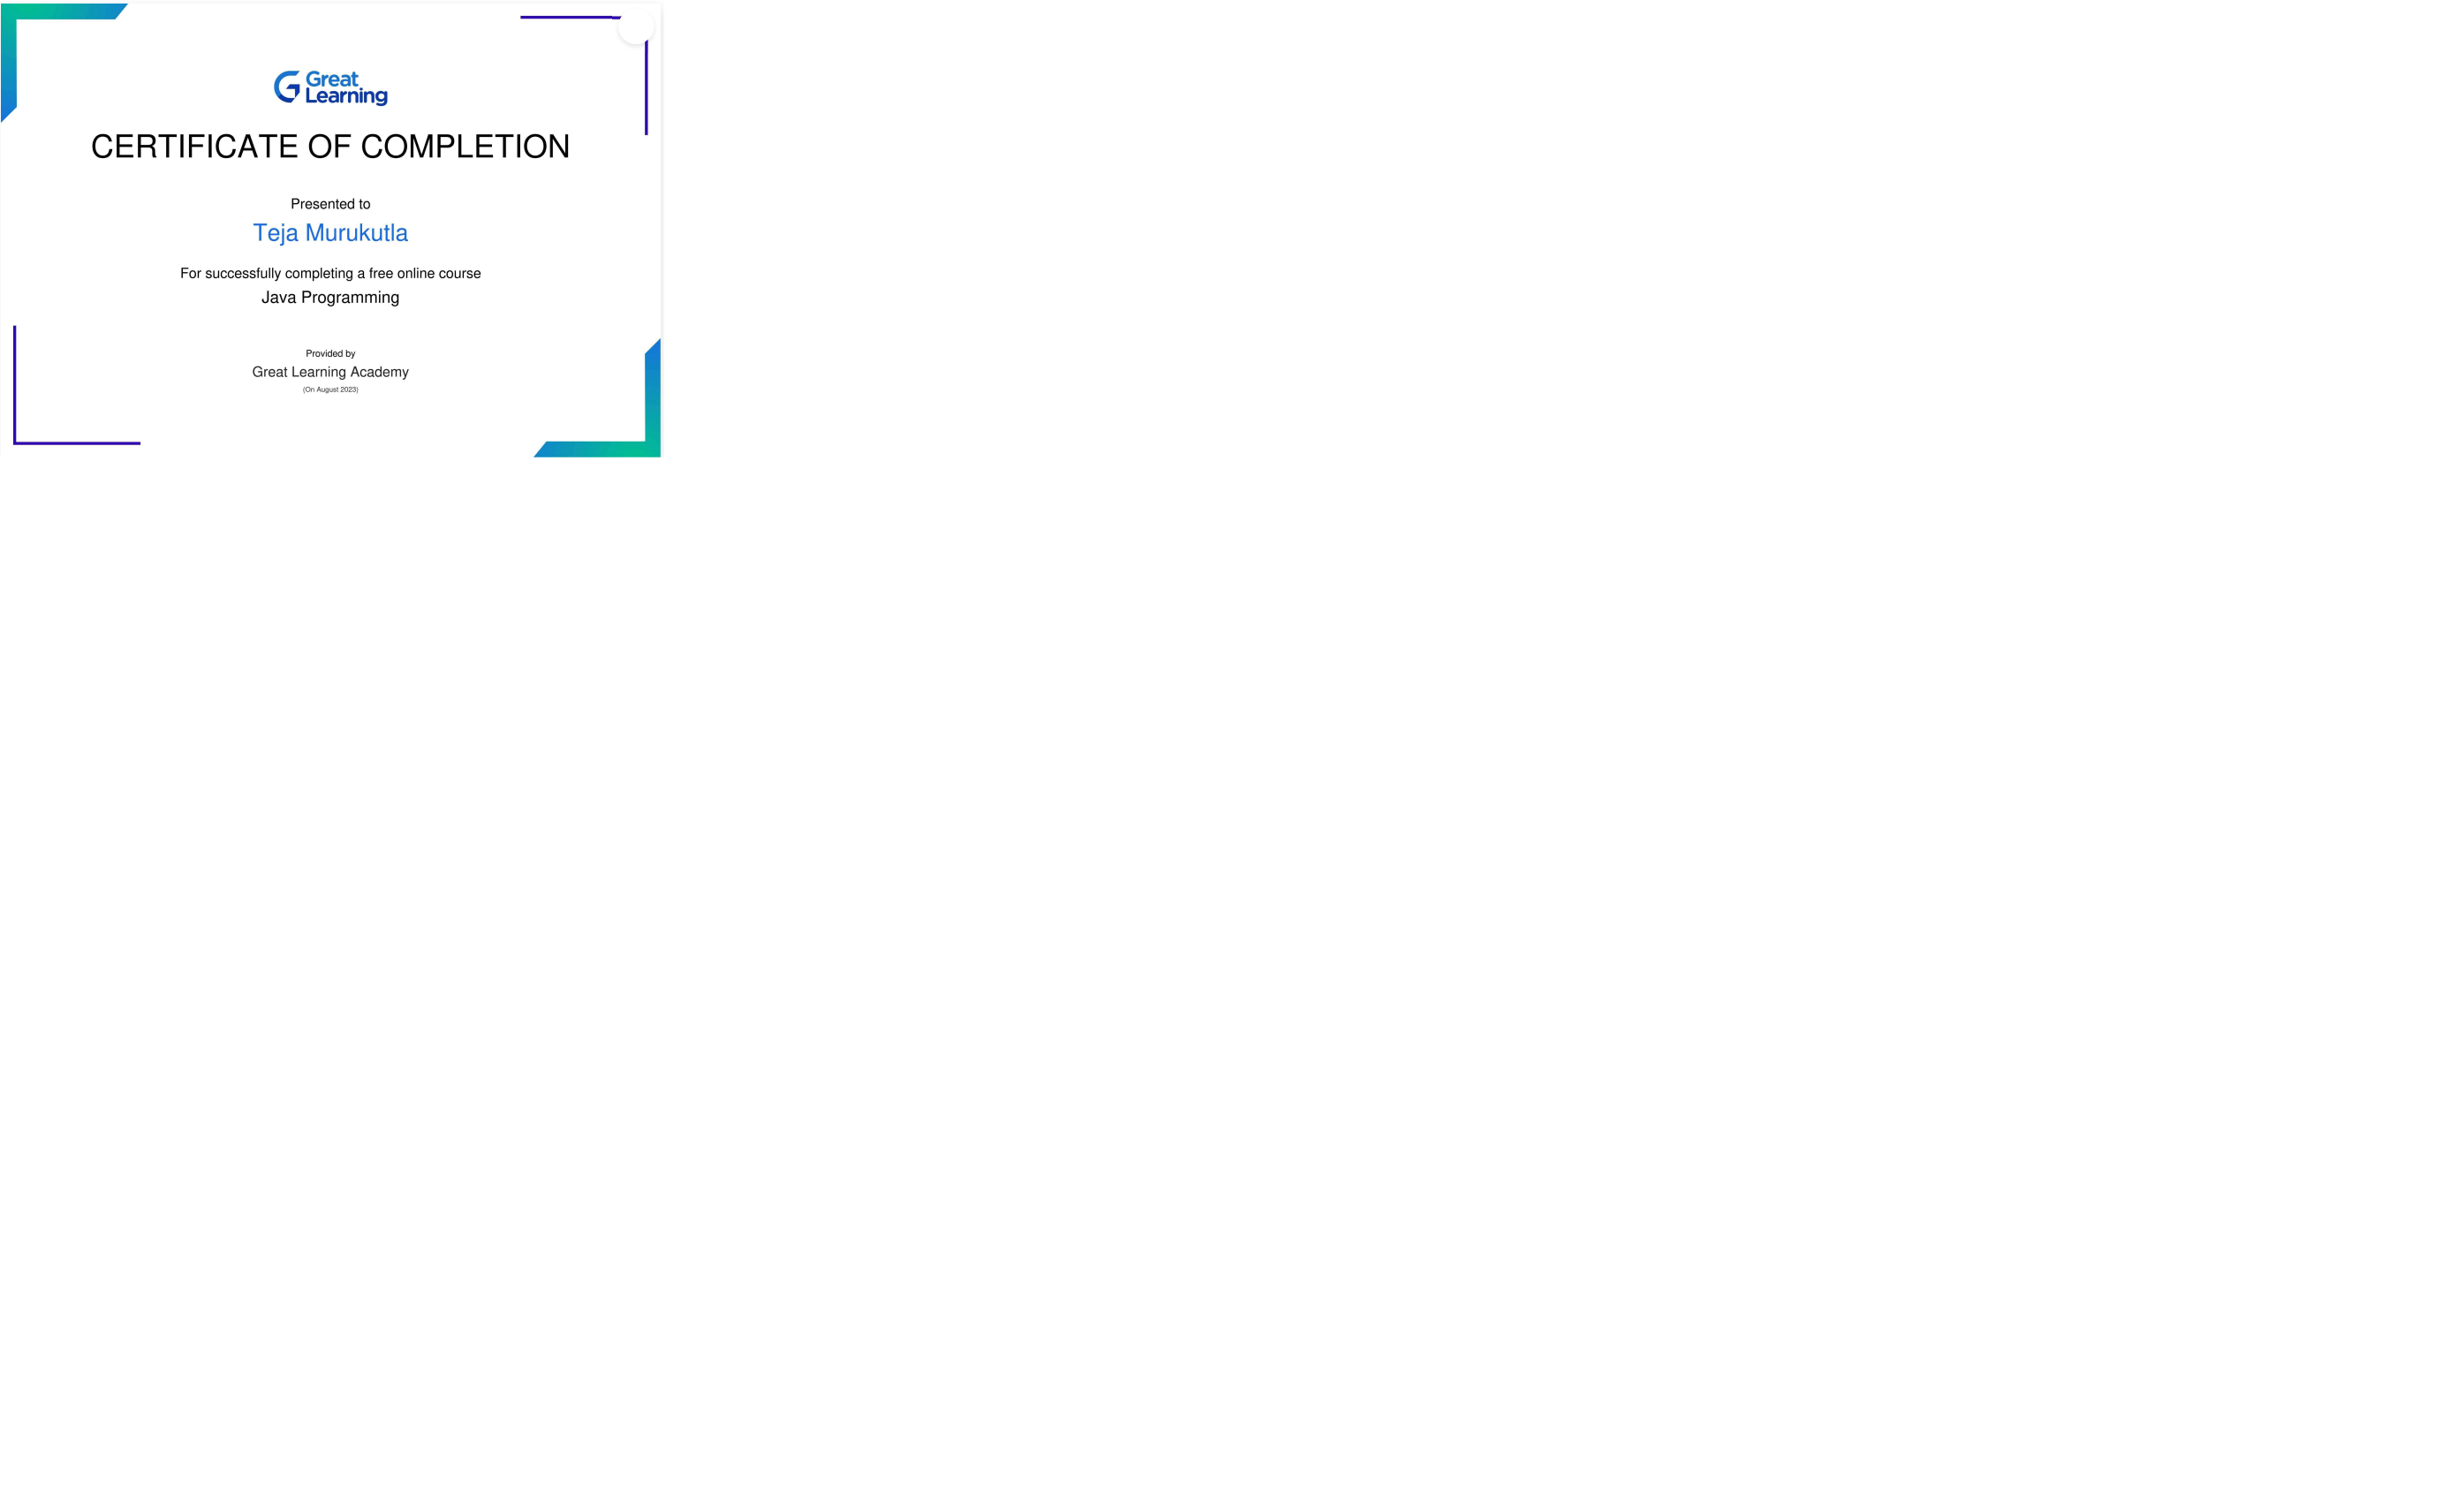 Great
Learning
CERTIFICATE OF COMPLETION
Presented to
Teja Murukutla
For successfully completing a free online course
Java Programming
Provided by
Great Learning Academy
(On August 2023)